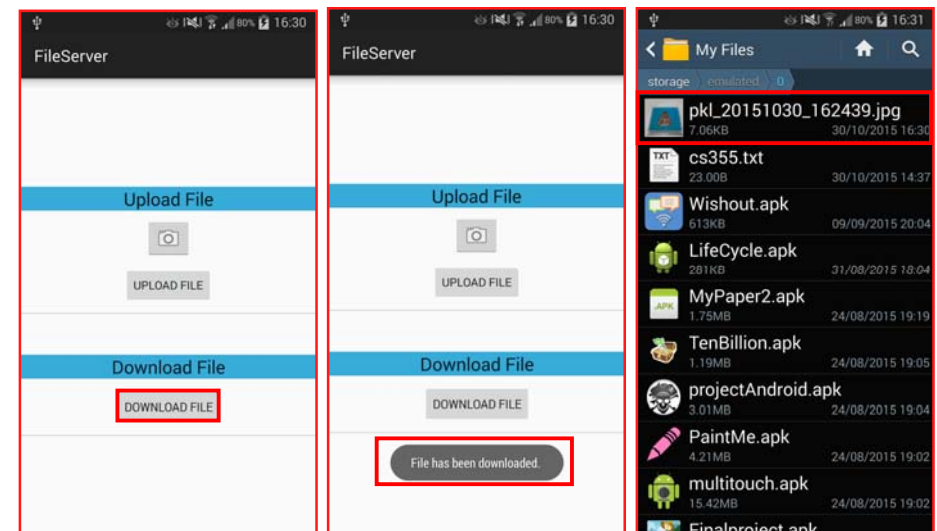 80% 16:30
FileServer
Upload File
UPLOAD FILE
Download File
DOWNLOAD FILE
80% 16:30
FileServer
Upload File
UPLOAD FILE
Download File
DOWNLOAD FILE
File has been downloaded.
80% 16:31
My Files
storage emulated 0
pkl_20151030_162439.jpg
7.06KB 30/10/2015 16:30
TXT
cs355.txt
23.00B 30/10/2015 14:37
Wishout.apk
613KB 09/09/2015 20:04
LifeCycle.apk
281KB 31/08/2015 18:04
.APK
MyPaper2.apk
1.75MB 24/08/2015 19:19
TenBillion.apk
1.19MB 24/08/2015 19:05
projectAndroid.apk
3.01MB 24/08/2015 19:04
PaintMe.apk
4.21MB 24/08/2015 19:02
multitouch.apk
15.42MB 24/08/2015 19:02
Finalproject.apk